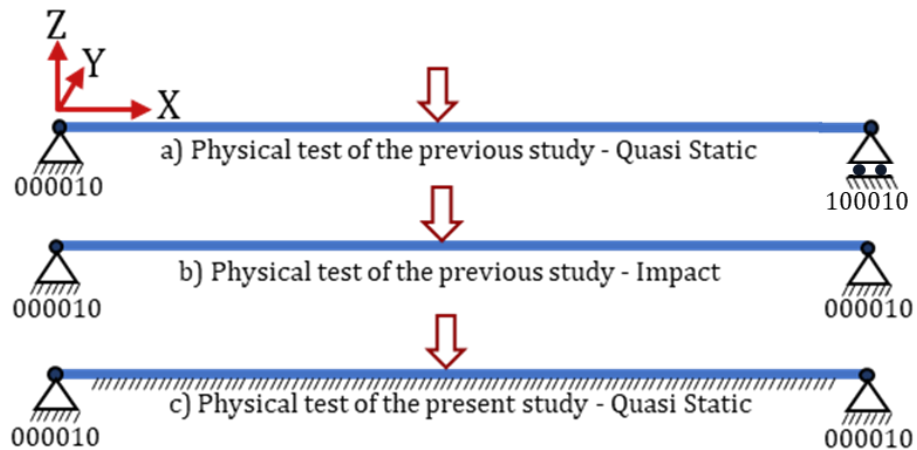 Z
Y
X
a) Physical test of the previous study - Quasi Static
000010
100010
b) Physical test of the previous study - Impact
000010
000010
c) Physical test of the present study - Quasi Static
000010
000010